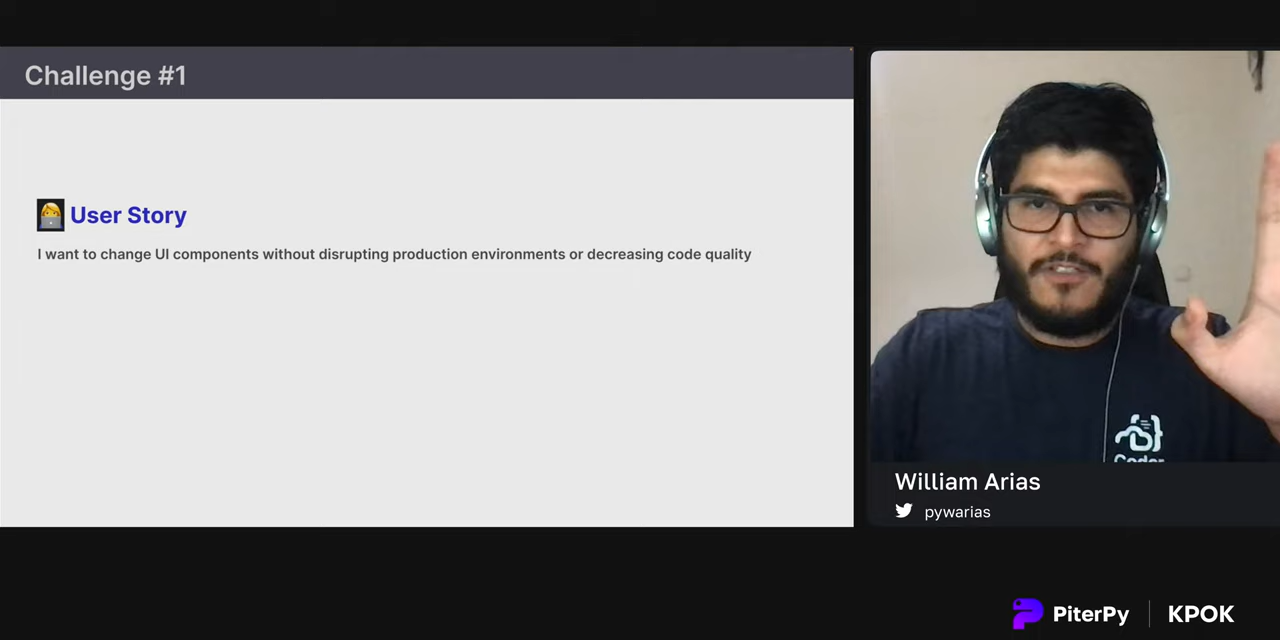 Challenge #1
User Story
I want to change UI components without disrupting production environments or decreasing code quality
William Arias
pywarias
PiterPy
KPOK